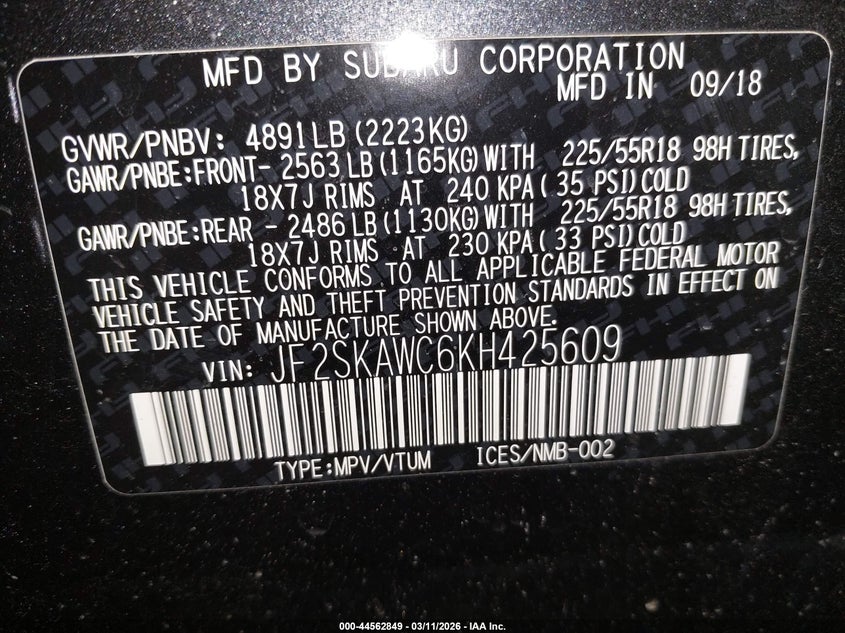 MFD BY SUBARU CORPORATION
MFD IN 09/18
GVWR/PNBV: 4891LB (2223KG)
GAWR/PNBE:FRONT- 2563 LB (1165KG) WITH 225/55R18 98H TIRES,
18X7J RIMS AT 240 KPA ( 35 PSI) COLD
GAWR/PNBE:REAR - 2486 LB (1130KG) WITH 225/55R18 98H TIRES,
18X7J RIMS AT 230 KPA ( 33 PSI) COLD
THIS VEHICLE CONFORMS TO ALL APPLICABLE FEDERAL MOTOR
VEHICLE SAFETY AND THEFT PREVENTION STANDARDS IN EFFECT ON
THE DATE OF MANUFACTURE SHOWN ABOVE.
VIN: JF2SKAWC6KH425609
TYPE:MPV/VTUM ICES/NMB-002
000-44562849 - 03/11/2026 - IAA Inc.